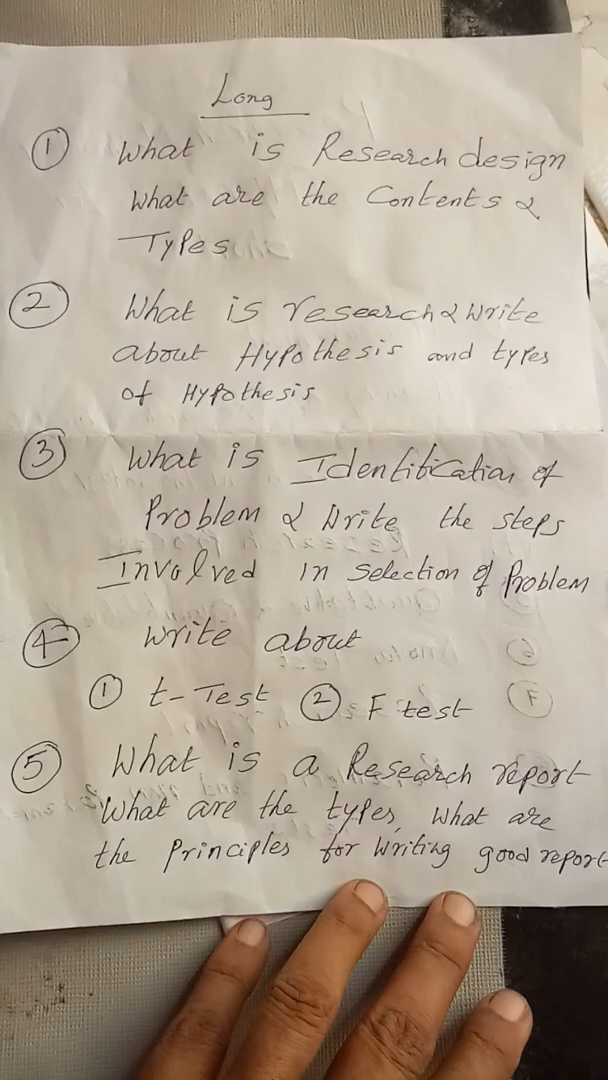 Long
① What is Research design
What are the Contents &
Types
② What is research & Write
about Hypothesis and types
of Hypothesis
③ What is Identification of
Problem & Write the steps
Involved in selection of Problem
④ Write about
① t-Test ② F test
⑤ What is a Research report
What are the types, What are
the Principles for Writing good report